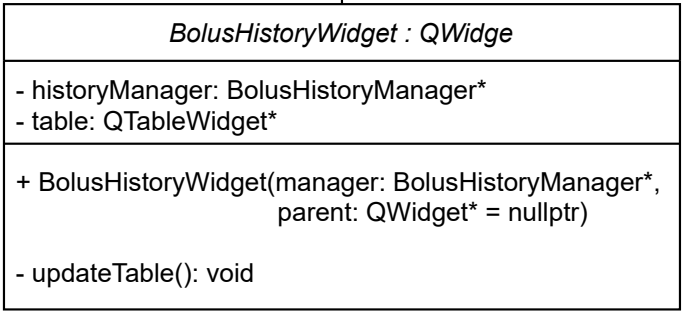 BolusHistoryWidget : QWidge
- historyManager: BolusHistoryManager*
- table: QTableWidget*
+ BolusHistoryWidget(manager: BolusHistoryManager*,
parent: QWidget* = nullptr)
- updateTable(): void